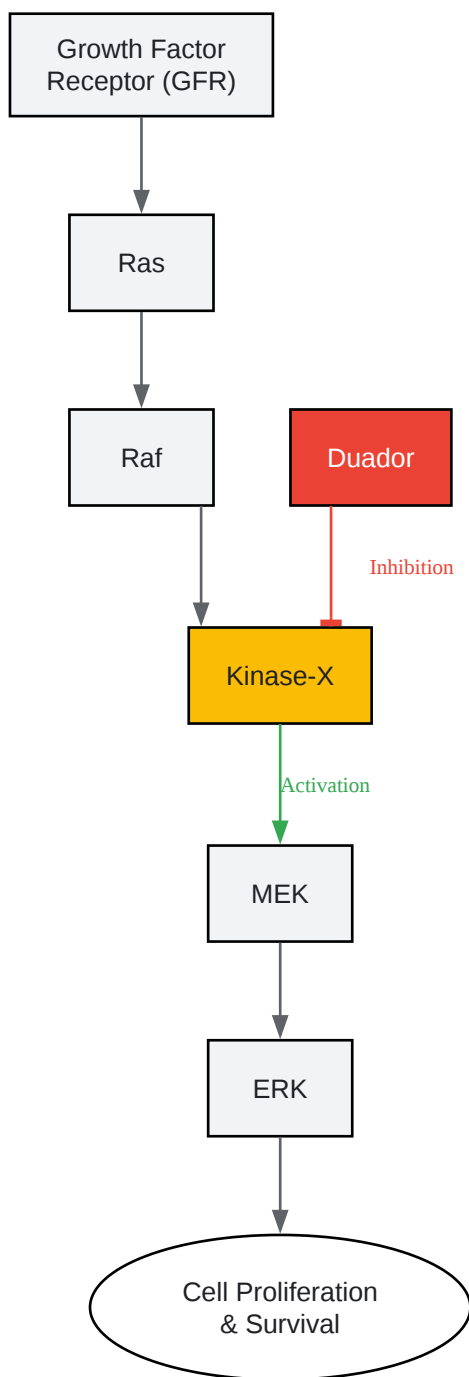 Growth Factor
Receptor (GFR)
Ras
Raf
Duador
Inhibition
Kinase-X
Activation
MEK
ERK
Cell Proliferation
& Survival